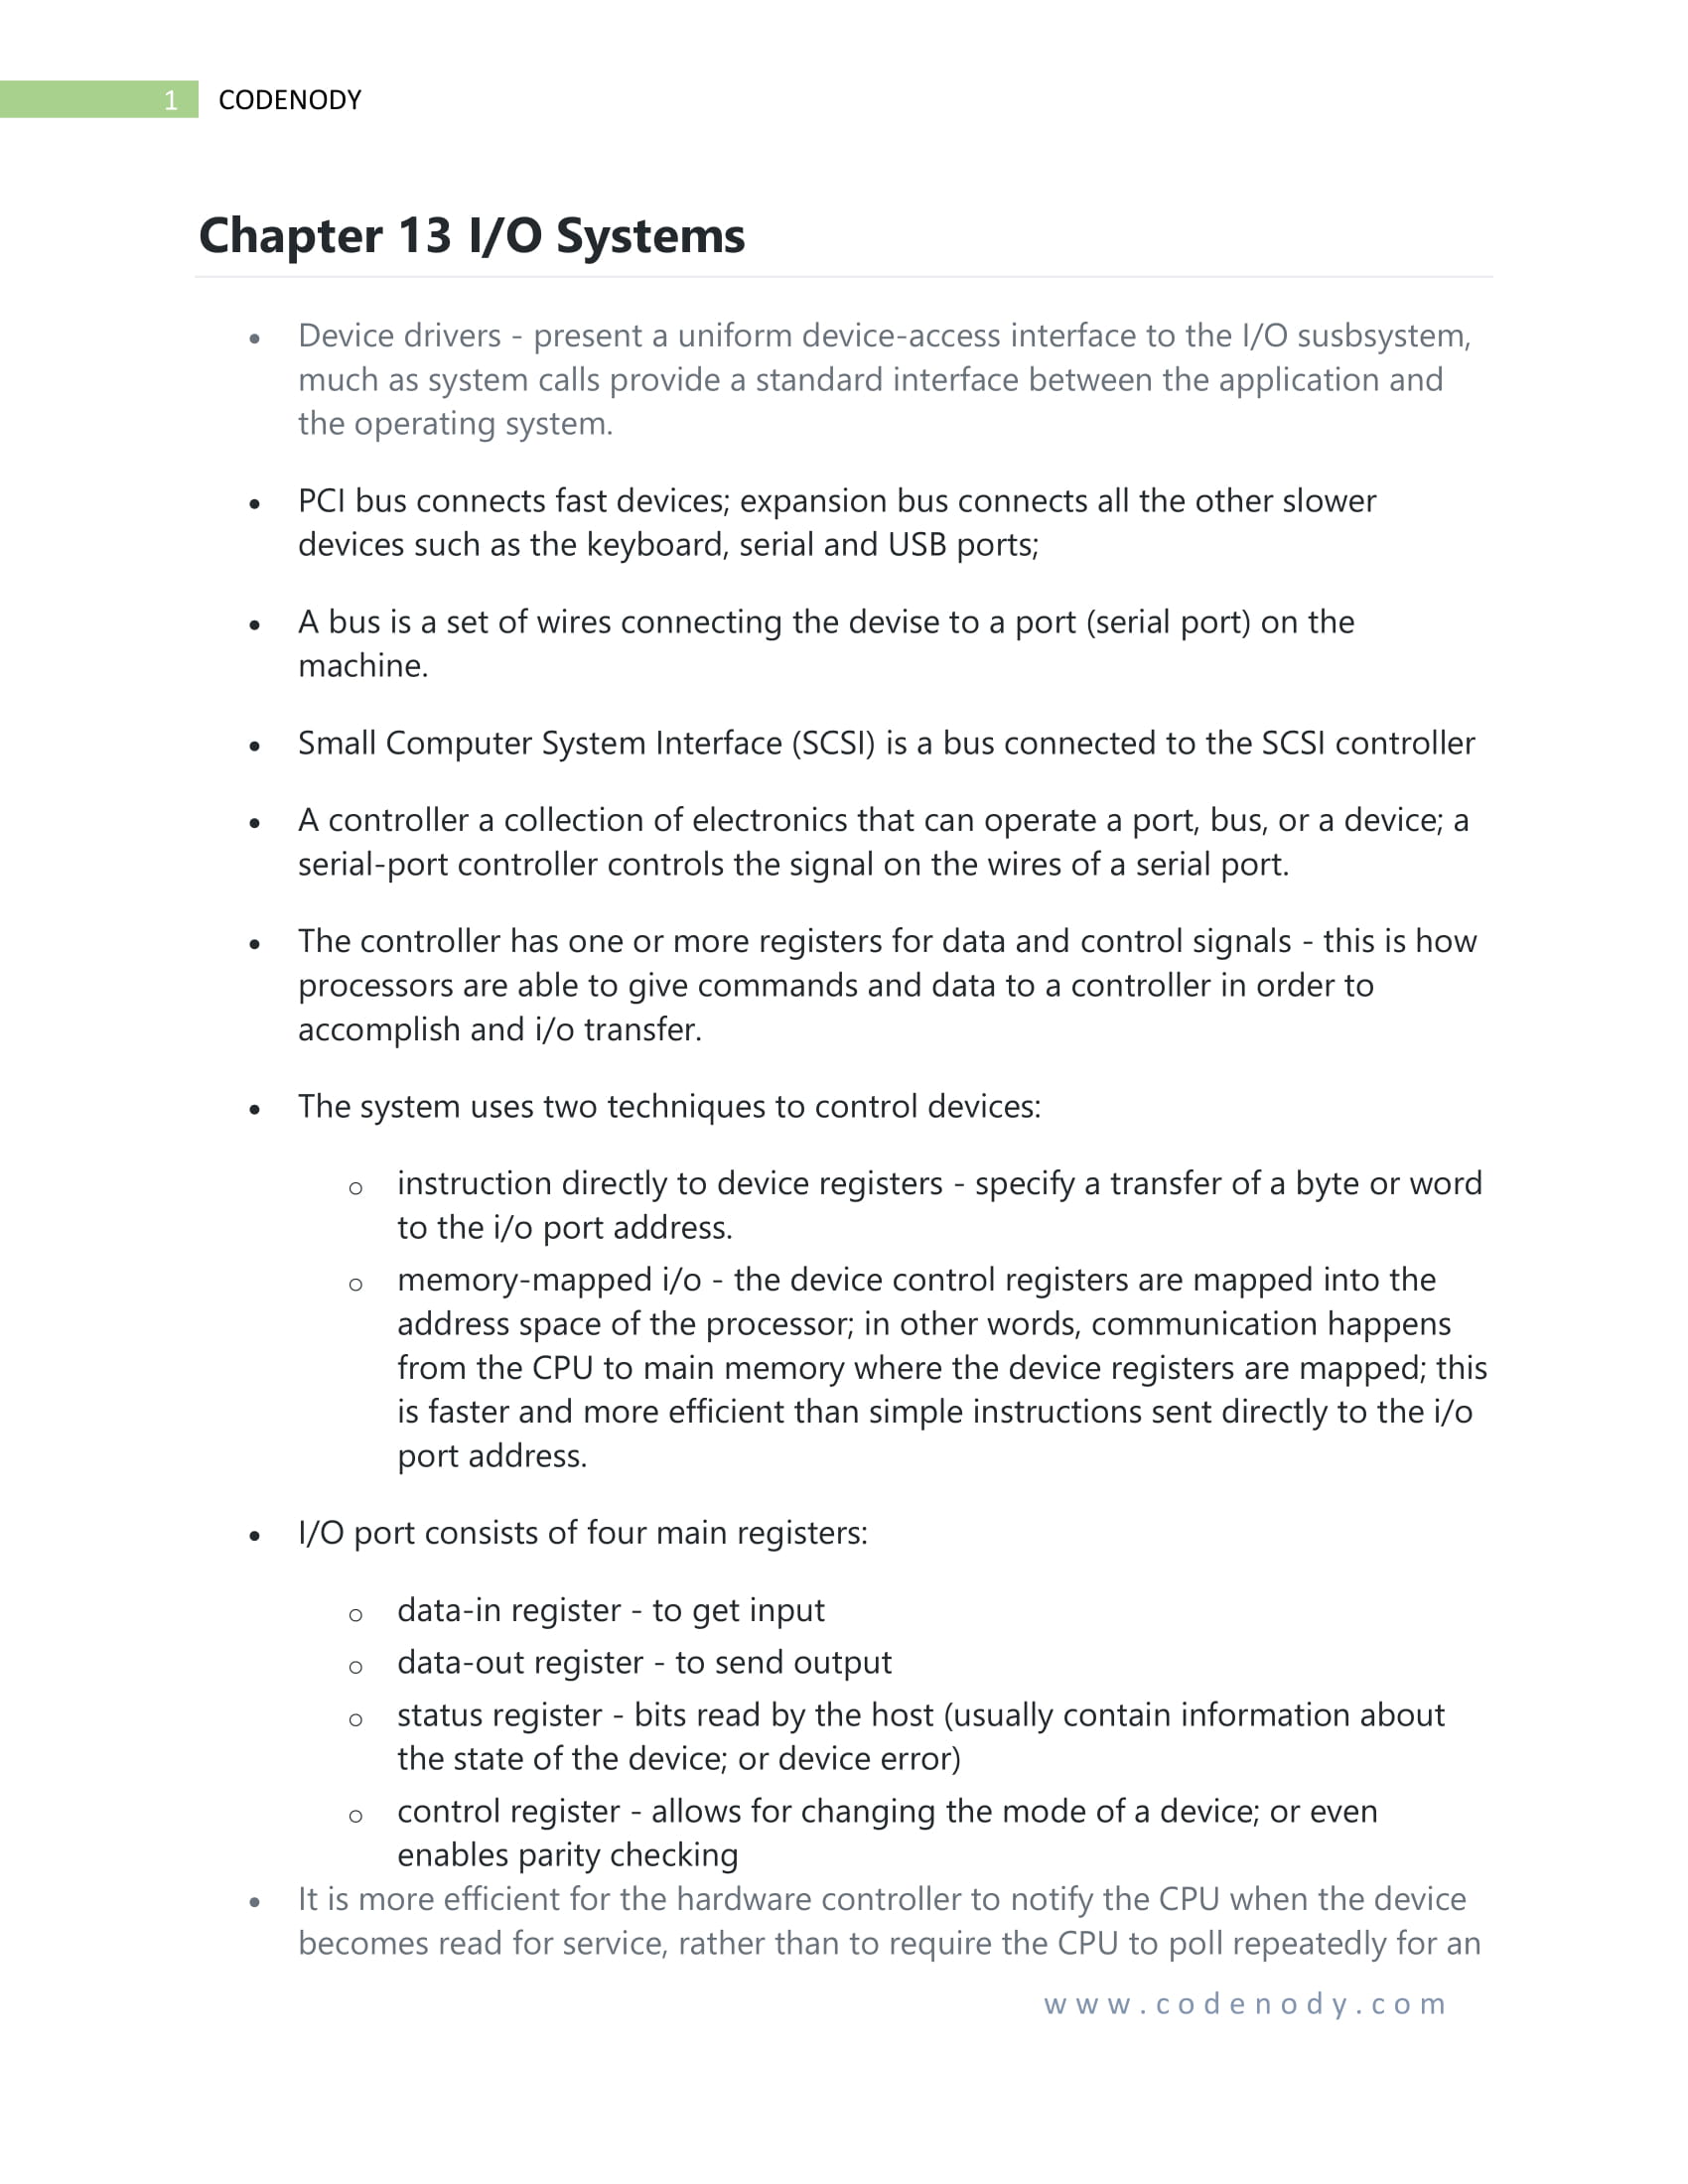 1 CODENODY
Chapter 13 I/O Systems
• Device drivers - present a uniform device-access interface to the I/O susbsystem,
much as system calls provide a standard interface between the application and
the operating system.
• PCI bus connects fast devices; expansion bus connects all the other slower
devices such as the keyboard, serial and USB ports;
• A bus is a set of wires connecting the devise to a port (serial port) on the
machine.
• Small Computer System Interface (SCSI) is a bus connected to the SCSI controller
• A controller a collection of electronics that can operate a port, bus, or a device; a
serial-port controller controls the signal on the wires of a serial port.
• The controller has one or more registers for data and control signals - this is how
processors are able to give commands and data to a controller in order to
accomplish and i/o transfer.
• The system uses two techniques to control devices:
o instruction directly to device registers - specify a transfer of a byte or word
to the i/o port address.
o memory-mapped i/o - the device control registers are mapped into the
address space of the processor; in other words, communication happens
from the CPU to main memory where the device registers are mapped; this
is faster and more efficient than simple instructions sent directly to the i/o
port address.
• I/O port consists of four main registers:
o data-in register - to get input
o data-out register - to send output
o status register - bits read by the host (usually contain information about
the state of the device; or device error)
o control register - allows for changing the mode of a device; or even
enables parity checking
• It is more efficient for the hardware controller to notify the CPU when the device
becomes read for service, rather than to require the CPU to poll repeatedly for an
www.codenody.com